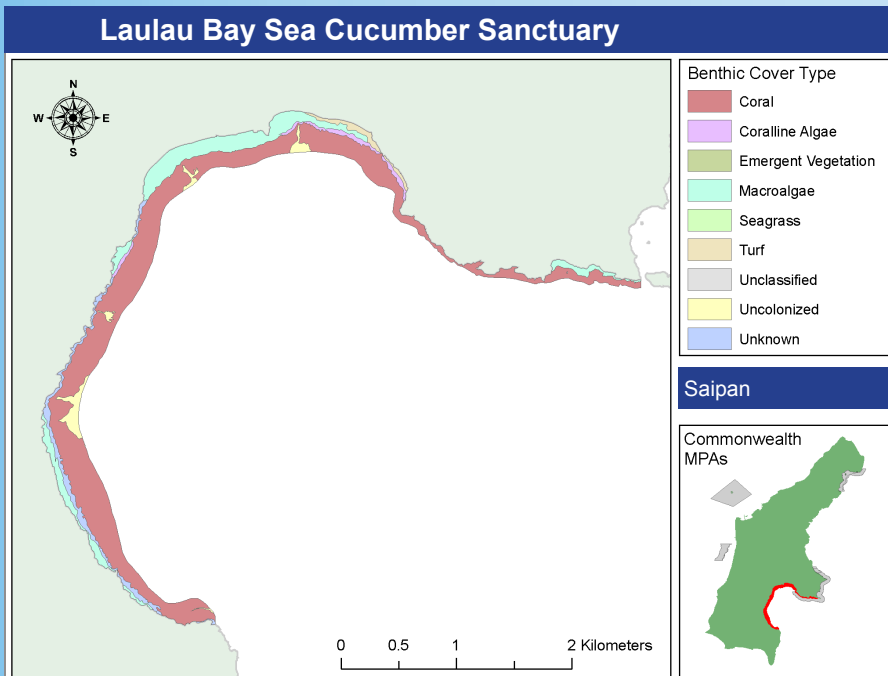 Laulau Bay Sea Cucumber Sanctuary
N
W E
S
Benthic Cover Type
Coral
Coralline Algae
Emergent Vegetation
Macroalgae
Seagrass
Turf
Unclassified
Uncolonized
Unknown
Saipan
Commonwealth
MPAs
0 0.5 1 2 Kilometers